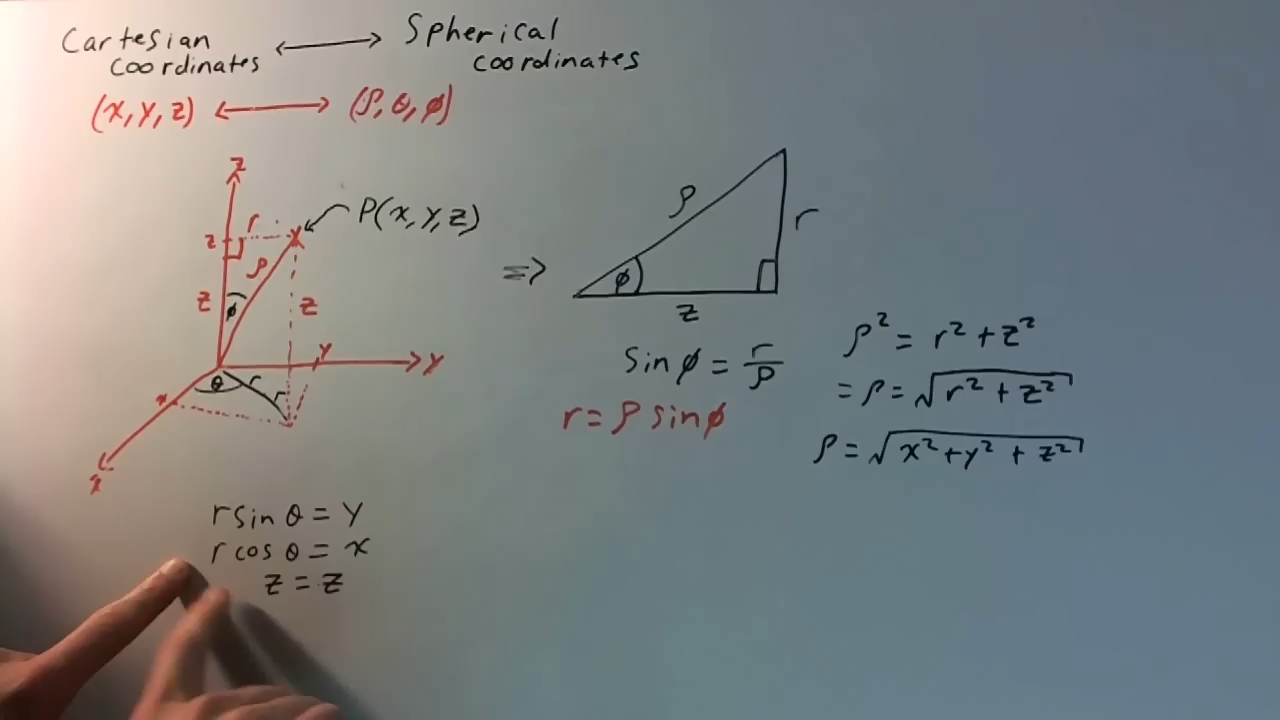 Cartesian coordinates ⟷ Spherical coordinates
(x, y, z) ⟷ (ρ, θ, φ)
z
r
P(x, y, z)
z
ρ
z
φ
z
y
y
θ
r
x
x
⇒
ρ
r
φ
z
sin φ = r/ρ
r = ρ sin φ
ρ² = r² + z²
= ρ = √(r² + z²)
ρ = √(x² + y² + z²)
r sin θ = y
r cos θ = x
z = z